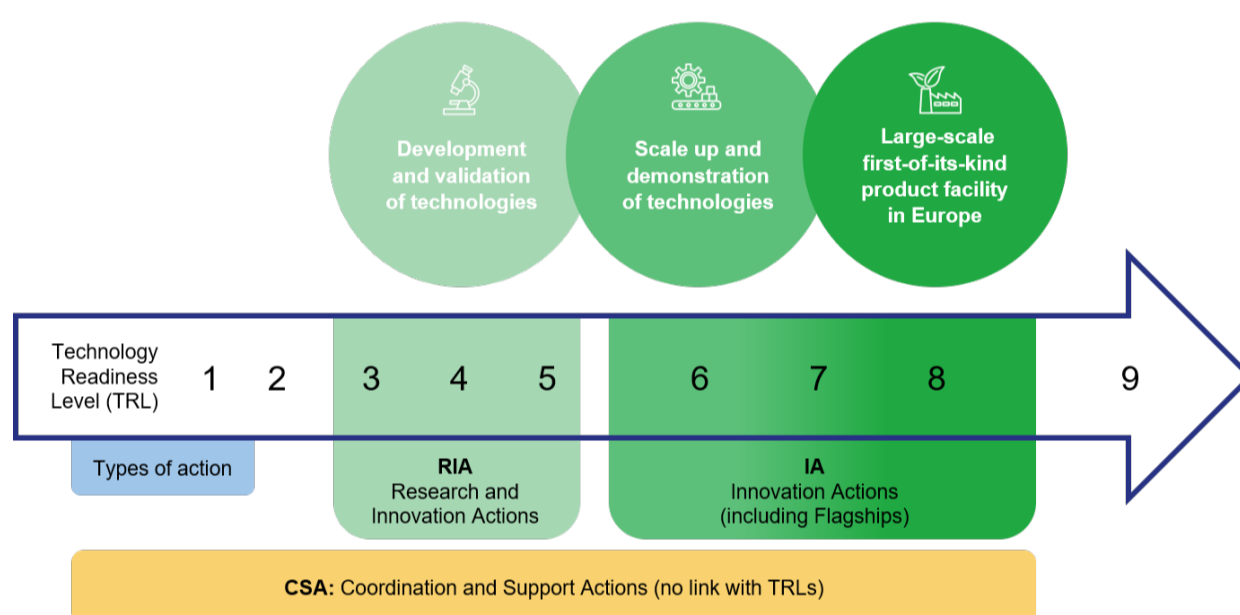 Development
and validation
of technologies
Scale up and
demonstration
of technologies
Large-scale
first-of-its-kind
product facility
in Europe
Technology
Readiness
Level (TRL)
1 2 3 4 5 6 7 8 9
Types of action
RIA
Research and
Innovation Actions
IA
Innovation Actions
(including Flagships)
CSA: Coordination and Support Actions (no link with TRLs)